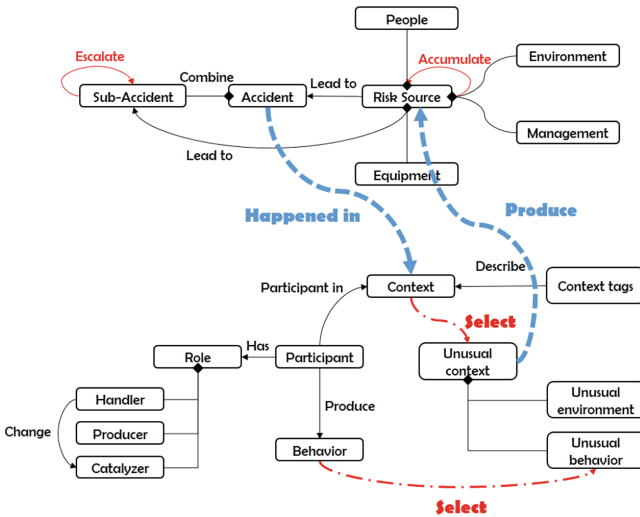 People
Escalate
Accumulate
Environment
Combine
Lead to
Sub-Accident
Accident
Risk Source
Management
Lead to
Equipment
Happened in
Produce
Describe
Participant in
Context
Context tags
Select
Has
Role
Participant
Unusual
context
Handler
Produce
Unusual
environment
Change
Producer
Behavior
Unusual
behavior
Catalyzer
Select